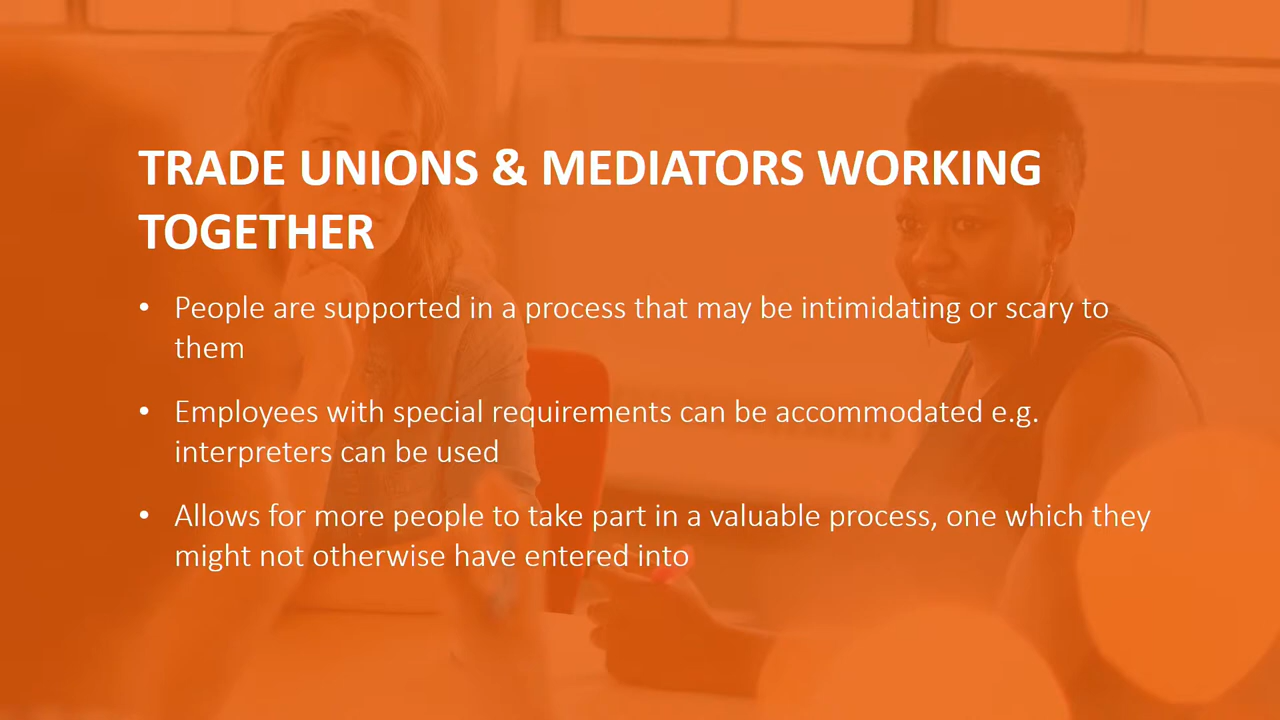 TRADE UNIONS & MEDIATORS WORKING
TOGETHER
• People are supported in a process that may be intimidating or scary to
them
• Employees with special requirements can be accommodated e.g.
interpreters can be used
• Allows for more people to take part in a valuable process, one which they
might not otherwise have entered into